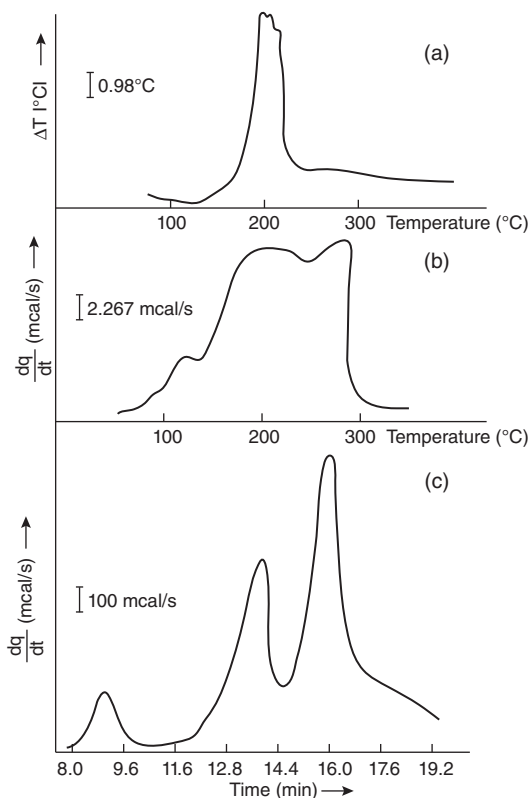 (a)
ΔT I°CI
0.98°C
100 200 300 Temperature (°C)
(b)
dq
dt
(mcal/s)
2.267 mcal/s
100 200 300 Temperature (°C)
(c)
dq
dt
(mcal/s)
100 mcal/s
8.0 9.6 11.6 12.8 14.4 16.0 17.6 19.2
Time (min)